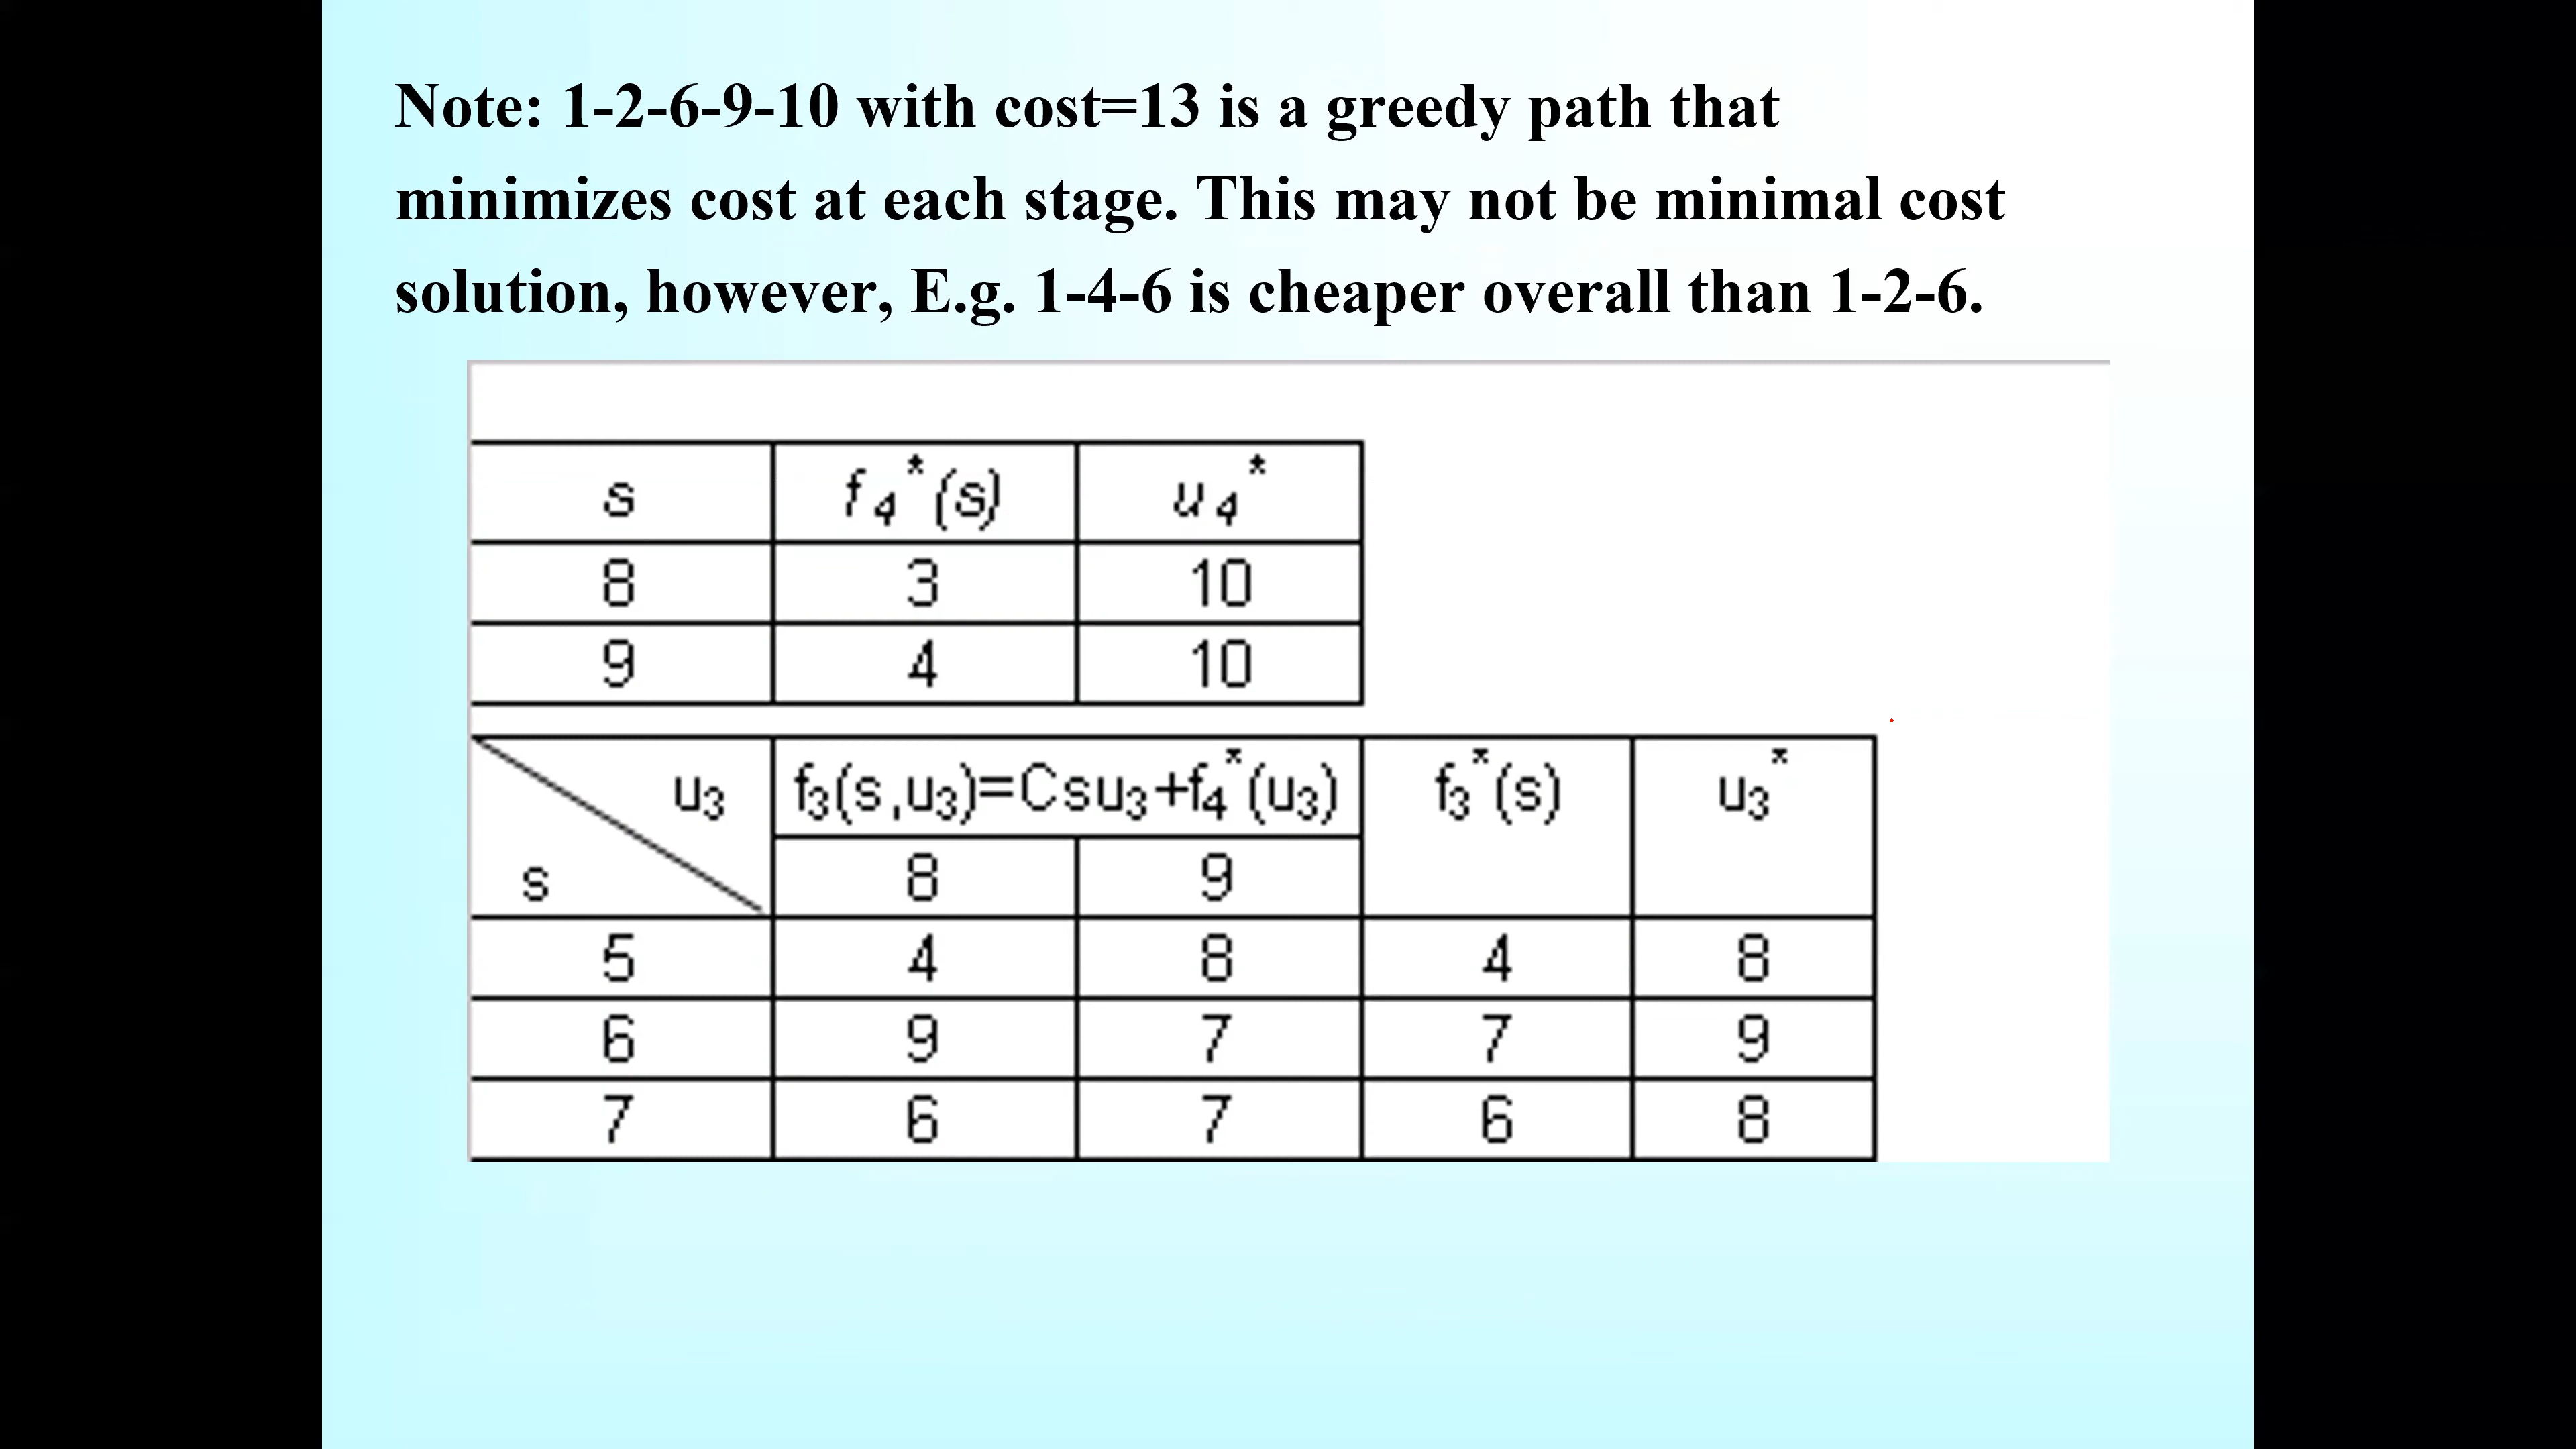 Note: 1-2-6-9-10 with cost=13 is a greedy path that
minimizes cost at each stage. This may not be minimal cost
solution, however, E.g. 1-4-6 is cheaper overall than 1-2-6.
s f₄*(s) u₄*
8 3 10
9 4 10
u₃ f₃(s,u₃)=Csu₃+f₄*(u₃) f₃*(s) u₃*
s 8 9
5 4 8 4 8
6 9 7 7 9
7 6 7 6 8